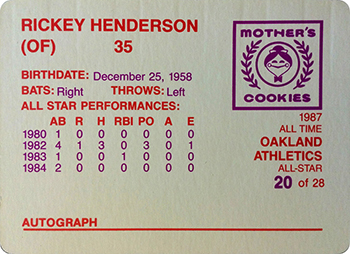 RICKEY HENDERSON
(OF) 35
BIRTHDATE: December 25, 1958
BATS: Right THROWS: Left
ALL STAR PERFORMANCES:
AB R H RBI PO A E
1980 1 0 0 0 0 0 0
1982 4 1 3 0 3 0 1
1983 1 0 0 1 0 0 0
1984 2 0 0 0 0 0 0
MOTHER'S
COOKIES
1987
ALL TIME
OAKLAND
ATHLETICS
ALL-STAR
20 of 28
AUTOGRAPH